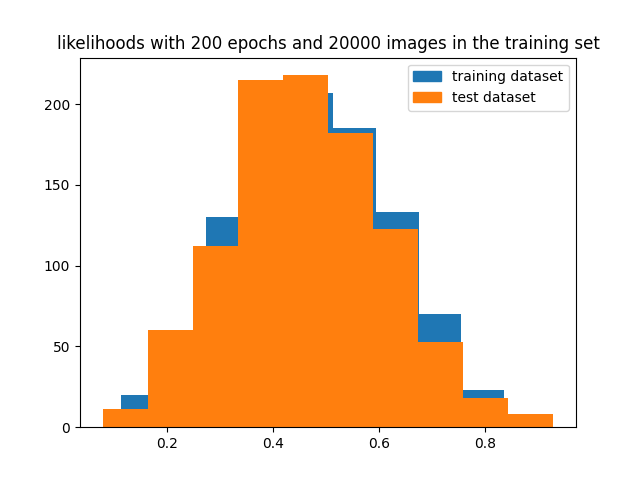 likelihoods with 200 epochs and 20000 images in the training set
training dataset
test dataset
200
150
100
50
0
0.2 0.4 0.6 0.8